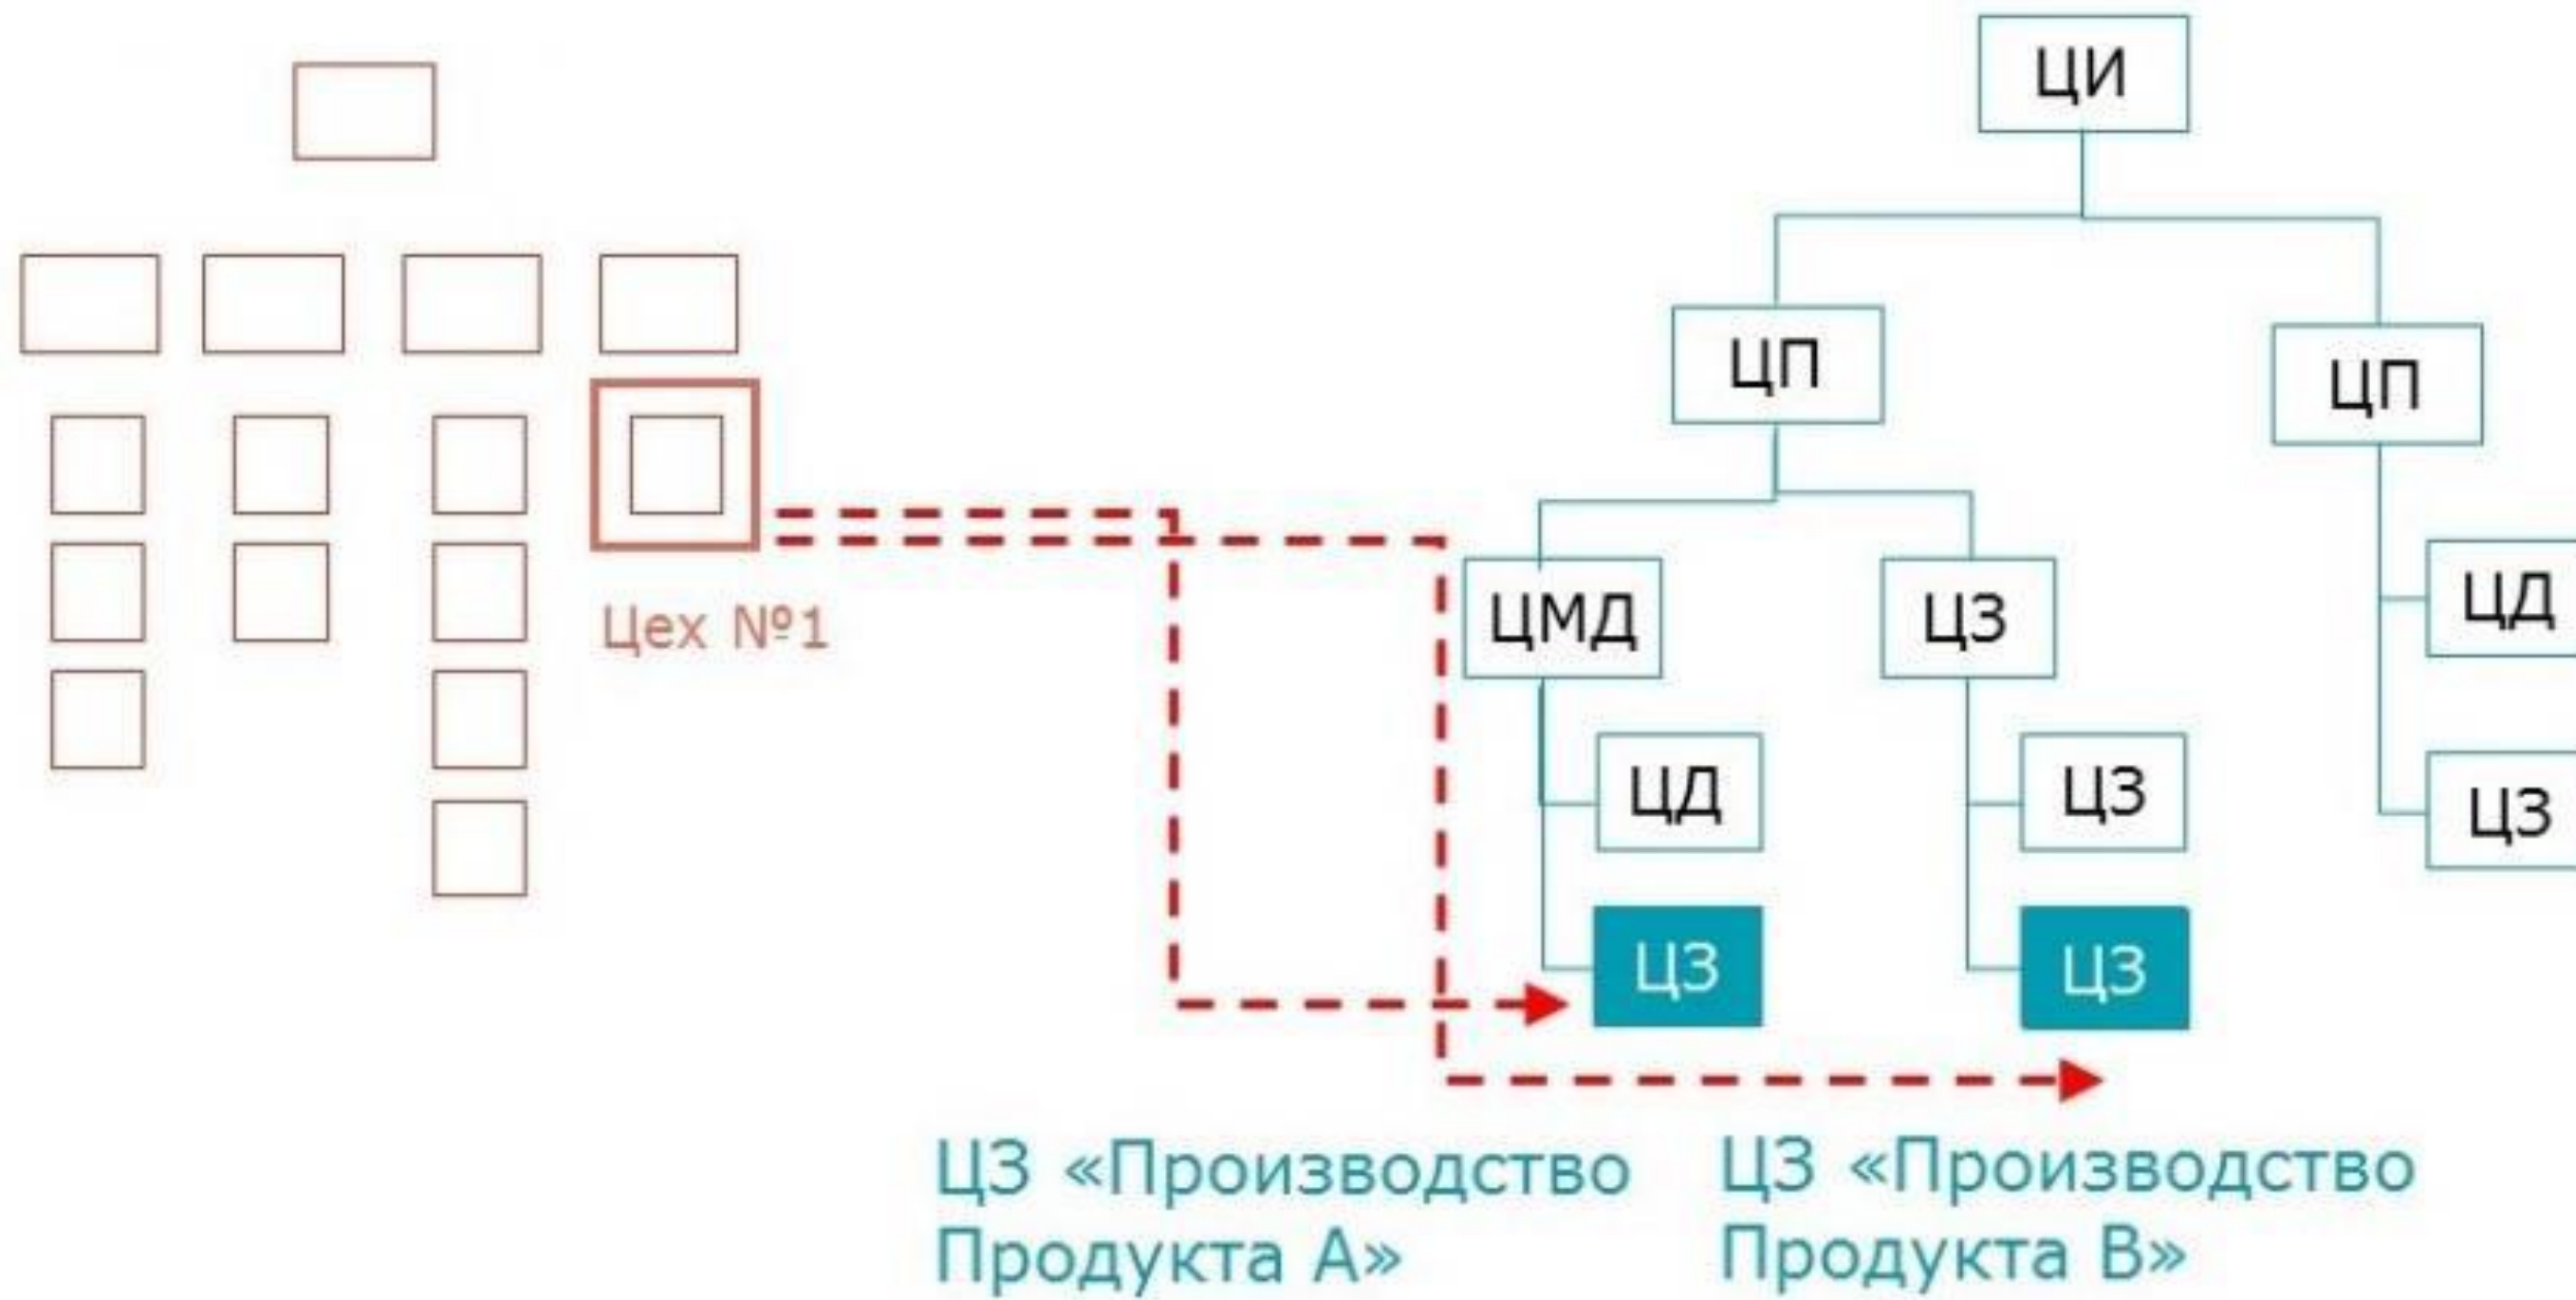 ЦИ
ЦП
ЦП
ЦМД
ЦЗ
ЦД
Цех №1
ЦД
ЦЗ
ЦЗ
ЦЗ
ЦЗ
ЦЗ «Производство
Продукта А»
ЦЗ «Производство
Продукта В»